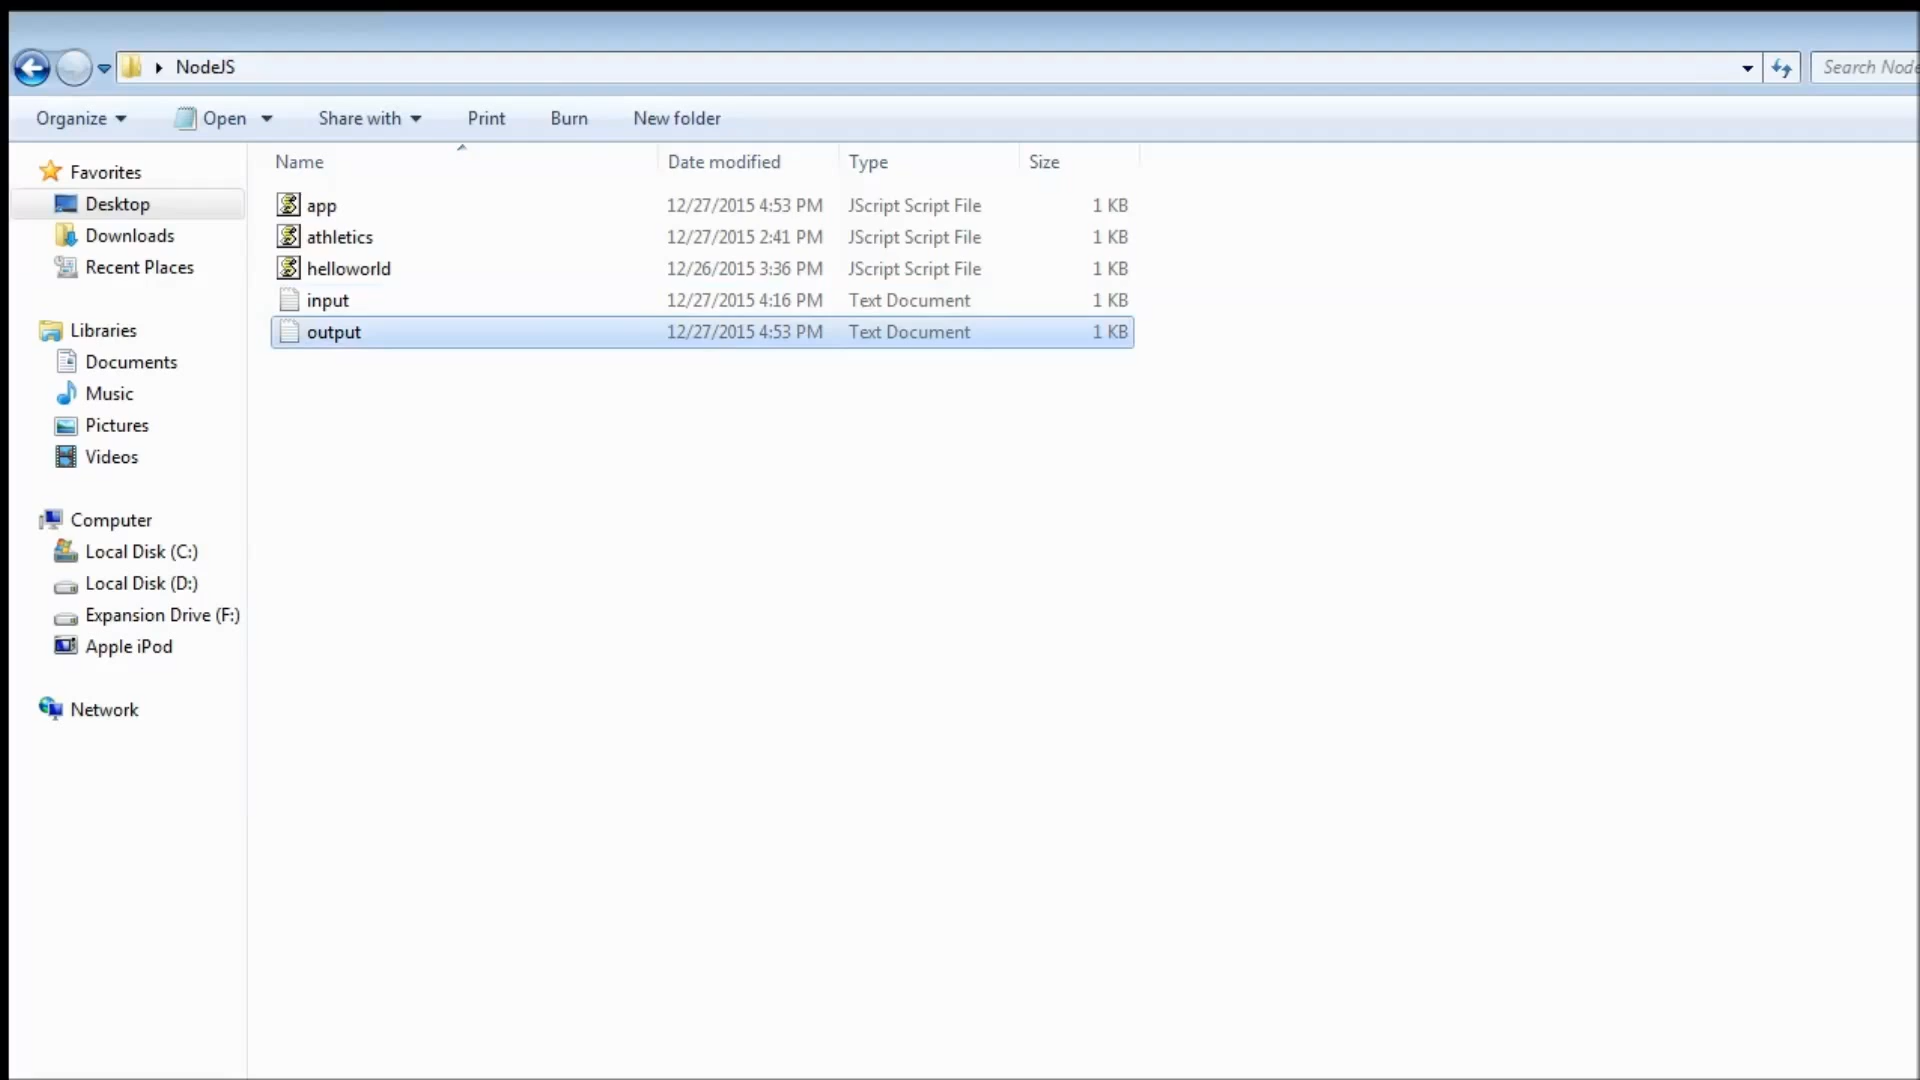 NodeJS
Search Node
Organize Open Share with Print Burn New folder
Name Date modified Type Size
Favorites
Desktop
Downloads
Recent Places
Libraries
Documents
Music
Pictures
Videos
Computer
Local Disk (C:)
Local Disk (D:)
Expansion Drive (F:)
Apple iPod
Network
app 12/27/2015 4:53 PM JScript Script File 1 KB
athletics 12/27/2015 2:41 PM JScript Script File 1 KB
helloworld 12/26/2015 3:36 PM JScript Script File 1 KB
input 12/27/2015 4:16 PM Text Document 1 KB
output 12/27/2015 4:53 PM Text Document 1 KB